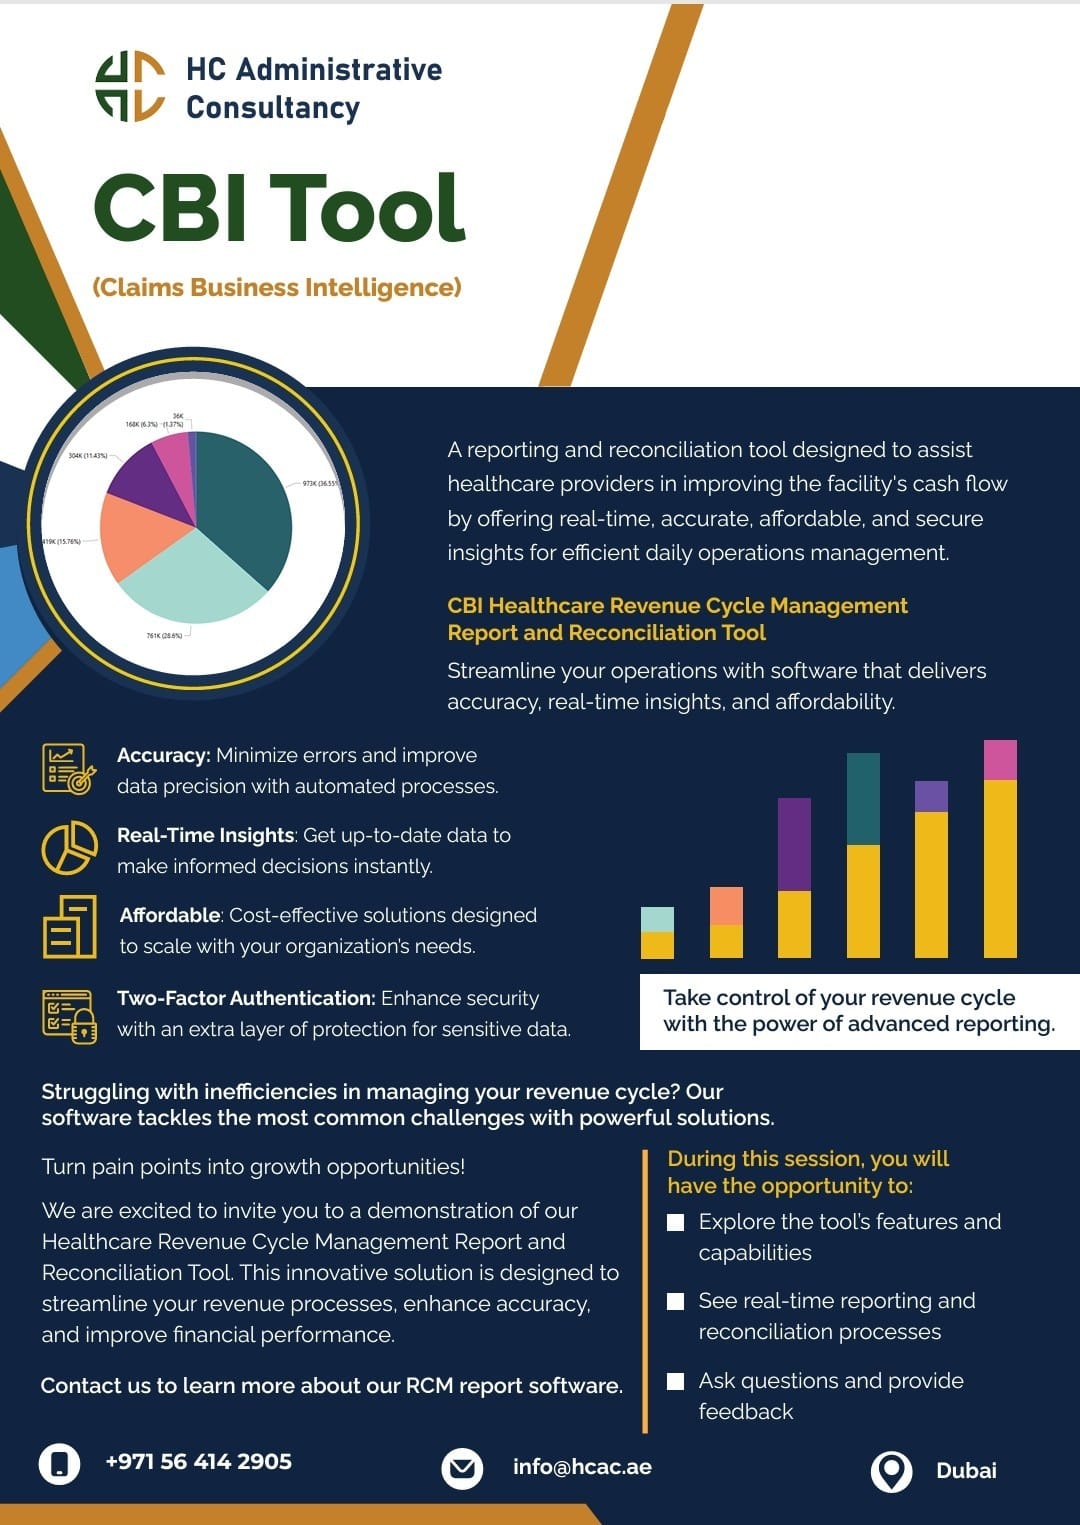 HC Administrative
Consultancy
CBI Tool
(Claims Business Intelligence)
36K
168K (6.3%)
(1.37%)
304K (11.43%)
973K (36.55%
419K (15.76%)
761K (28.6%)
A reporting and reconciliation tool designed to assist
healthcare providers in improving the facility's cash flow
by offering real-time, accurate, affordable, and secure
insights for efficient daily operations management.
CBI Healthcare Revenue Cycle Management
Report and Reconciliation Tool
Streamline your operations with software that delivers
accuracy, real-time insights, and affordability.
Accuracy: Minimize errors and improve
data precision with automated processes.
Real-Time Insights: Get up-to-date data to
make informed decisions instantly.
Affordable: Cost-effective solutions designed
to scale with your organization's needs.
Two-Factor Authentication: Enhance security
with an extra layer of protection for sensitive data.
Take control of your revenue cycle
with the power of advanced reporting.
Struggling with inefficiencies in managing your revenue cycle? Our
software tackles the most common challenges with powerful solutions.
Turn pain points into growth opportunities!
We are excited to invite you to a demonstration of our
Healthcare Revenue Cycle Management Report and
Reconciliation Tool. This innovative solution is designed to
streamline your revenue processes, enhance accuracy,
and improve financial performance.
Contact us to learn more about our RCM report software.
During this session, you will
have the opportunity to:
Explore the tool's features and
capabilities
See real-time reporting and
reconciliation processes
Ask questions and provide
feedback
+971 56 414 2905
info@hcac.ae
Dubai